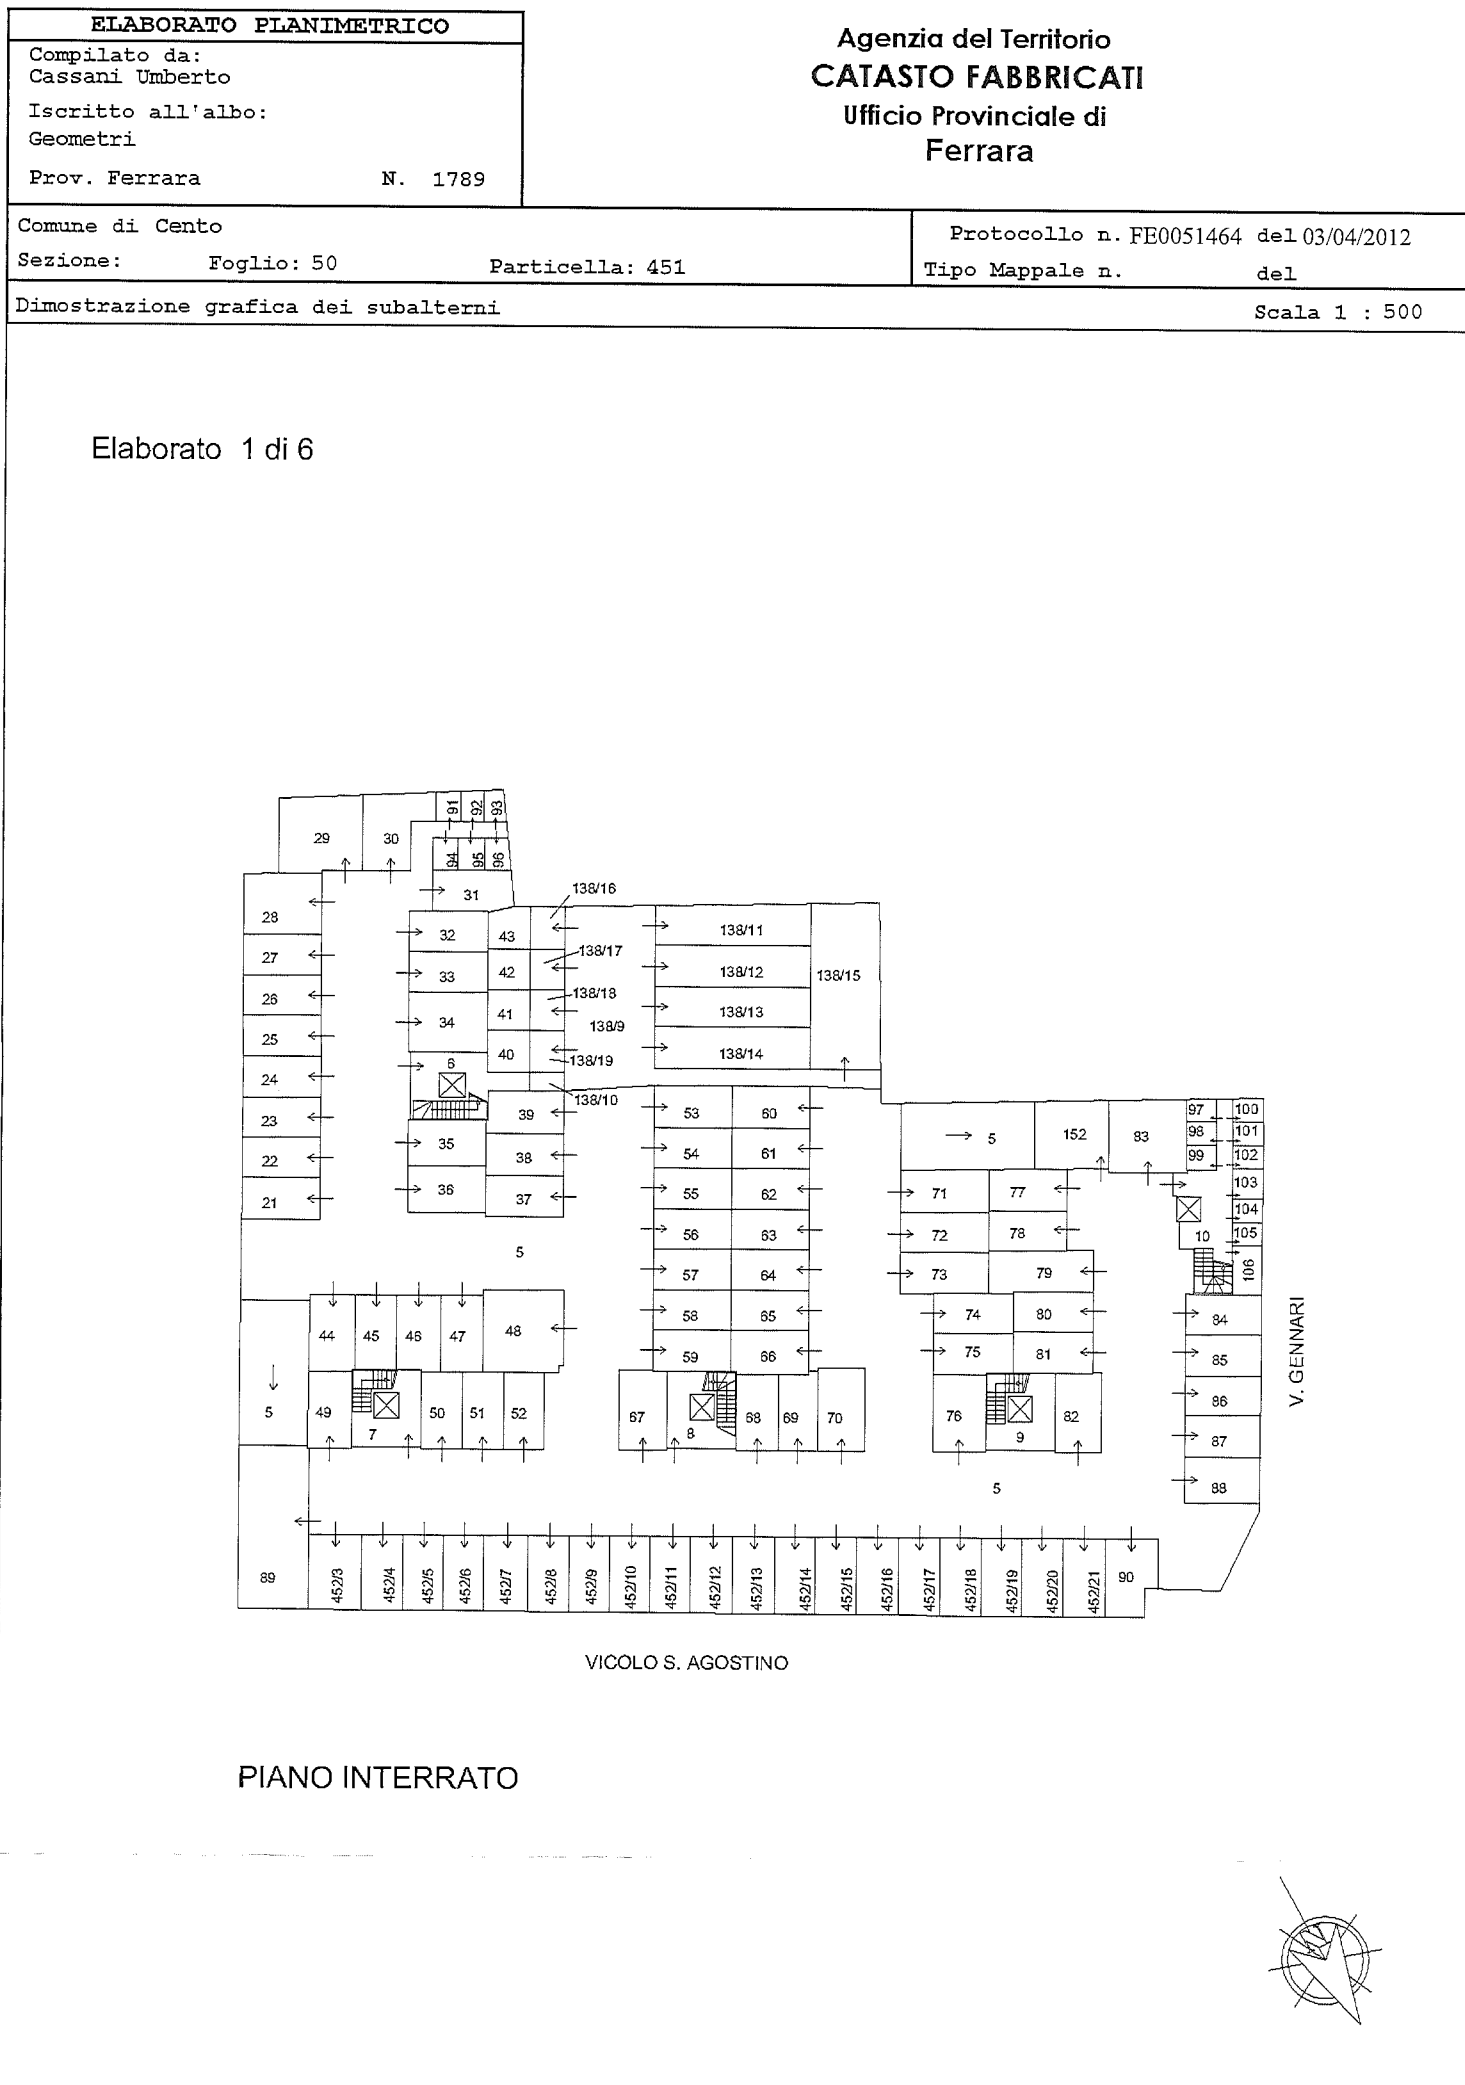 ELABORATO PLANIMETRICO
Compilato da:
Cassani Umberto
Iscritto all'albo:
Geometri
Prov. Ferrara N. 1789
Agenzia del Territorio
CATASTO FABBRICATI
Ufficio Provinciale di
Ferrara
Comune di Cento
Sezione: Foglio: 50 Particella: 451
Protocollo n. FE0051464 del 03/04/2012
Tipo Mappale n. del
Dimostrazione grafica dei subalterni
Scala 1 : 500
Elaborato 1 di 6
91 92 93
29 30
94 95 96
31
138/16
28
32 43 138/11
27 33 42 138/17 138/12 138/15
26 34 41 138/18 138/13
25 40 138/9 138/14
24 6 138/19
138/10
23 39 53 60 97 100
22 35 38 54 61 5 152 83 98 101
99 102
21 36 37 55 62 71 77 103
104
5 56 63 72 78 10 105
57 64 73 79 106
58 65 74 80 84
44 45 46 47 48 59 66 75 81 85
5 49 7 50 51 52 67 8 68 69 70 76 9 82 86
87
5 88
V. GENNARI
89 452/3 452/4 452/5 452/6 452/7 452/8 452/9 452/10 452/11 452/12 452/13 452/14 452/15 452/16 452/17 452/18 452/19 452/20 452/21 90
VICOLO S. AGOSTINO
PIANO INTERRATO